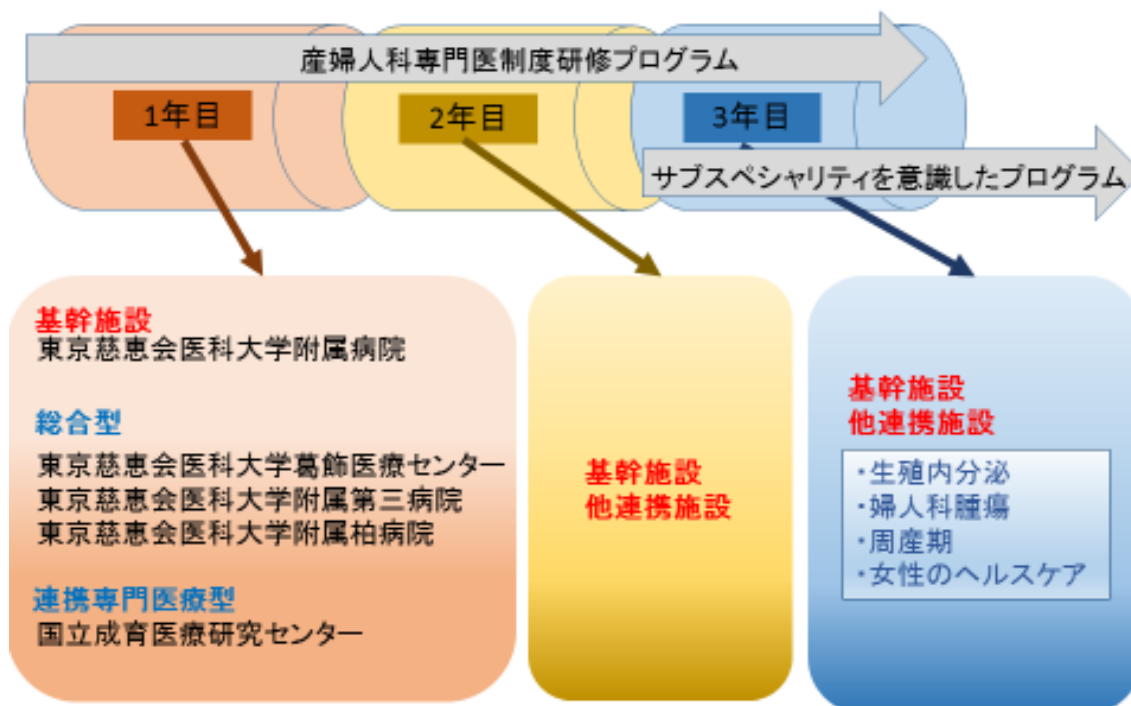 産婦人科専門医制度研修プログラム
1年目
2年目
3年目
サブスペシャリティを意識したプログラム
基幹施設
東京慈恵会医科大学附属病院
総合型
東京慈恵会医科大学葛飾医療センター
東京慈恵会医科大学附属第三病院
東京慈恵会医科大学附属柏病院
連携専門医療型
国立成育医療研究センター
基幹施設
他連携施設
基幹施設
他連携施設
・生殖内分泌
・婦人科腫瘍
・周産期
・女性のヘルスケア